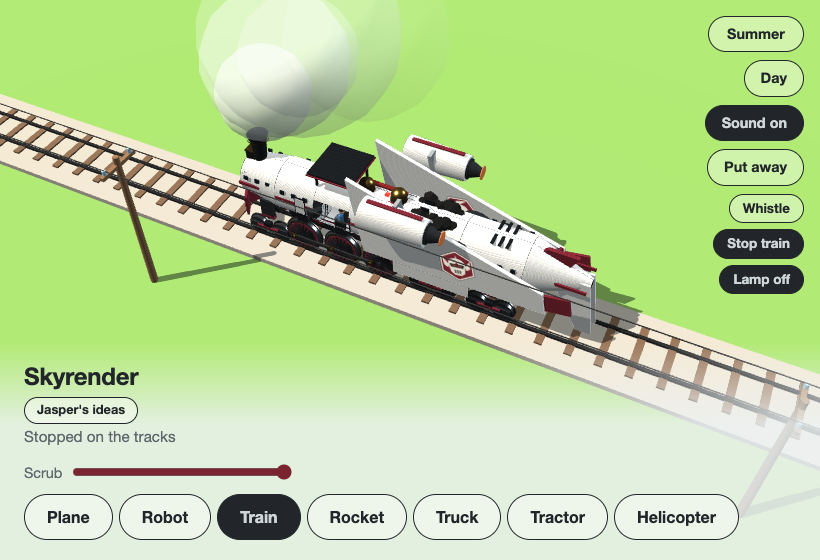 Summer
Day
Sound on
Put away
Whistle
Stop train
Lamp off
Skyrender
Jasper's ideas
Stopped on the tracks
Scrub
Plane Robot Train Rocket Truck Tractor Helicopter